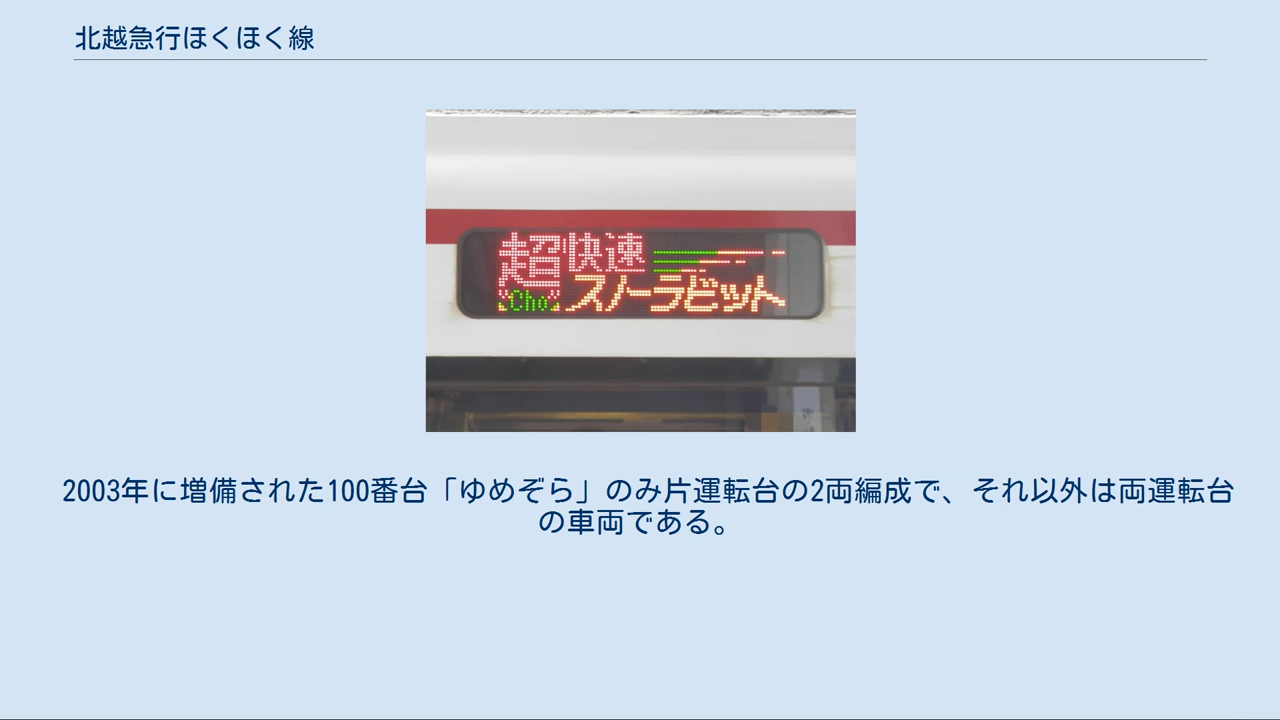 北越急行ほくほく線
超快速
Cho
スノーラビット
2003年に増備された100番台「ゆめぞら」のみ片運転台の2両編成で、それ以外は両運転台
の車両である。